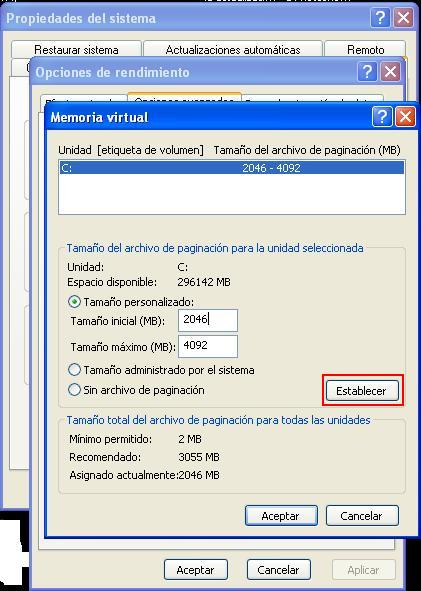 Propiedades del sistema
Restaurar sistema
Actualizaciones automáticas
Remoto
Opciones de rendimiento
Opciones avanzadas
Memoria virtual
Unidad [etiqueta de volumen] Tamaño del archivo de paginación (MB)
C: 2046 - 4092
Tamaño del archivo de paginación para la unidad seleccionada
Unidad: C:
Espacio disponible: 296142 MB
Tamaño personalizado:
Tamaño inicial (MB): 2046
Tamaño máximo (MB): 4092
Tamaño administrado por el sistema
Sin archivo de paginación
Establecer
Tamaño total del archivo de paginación para todas las unidades
Mínimo permitido: 2 MB
Recomendado: 3055 MB
Asignado actualmente:2046 MB
Aceptar Cancelar
Aceptar Cancelar Aplicar